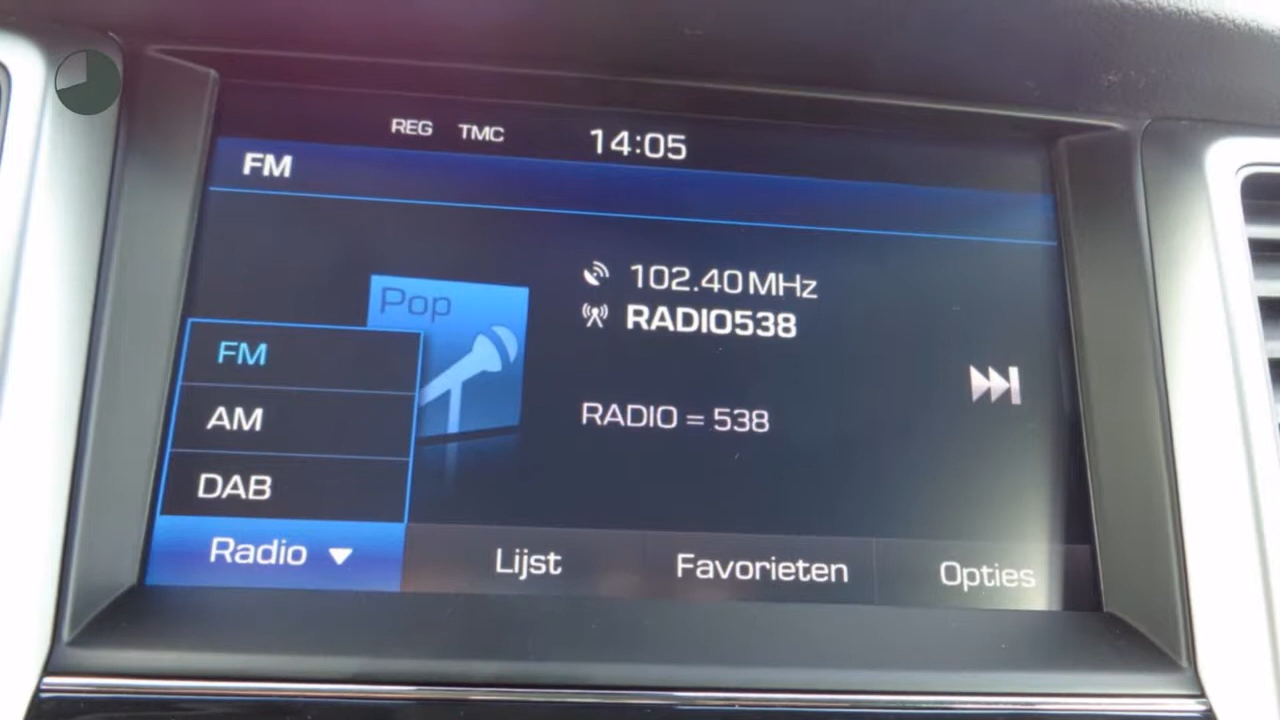 REG TMC 14:05
FM
Pop
102.40 MHz
RADIO538
RADIO = 538
FM
AM
DAB
Radio
Lijst
Favorieten
Opties